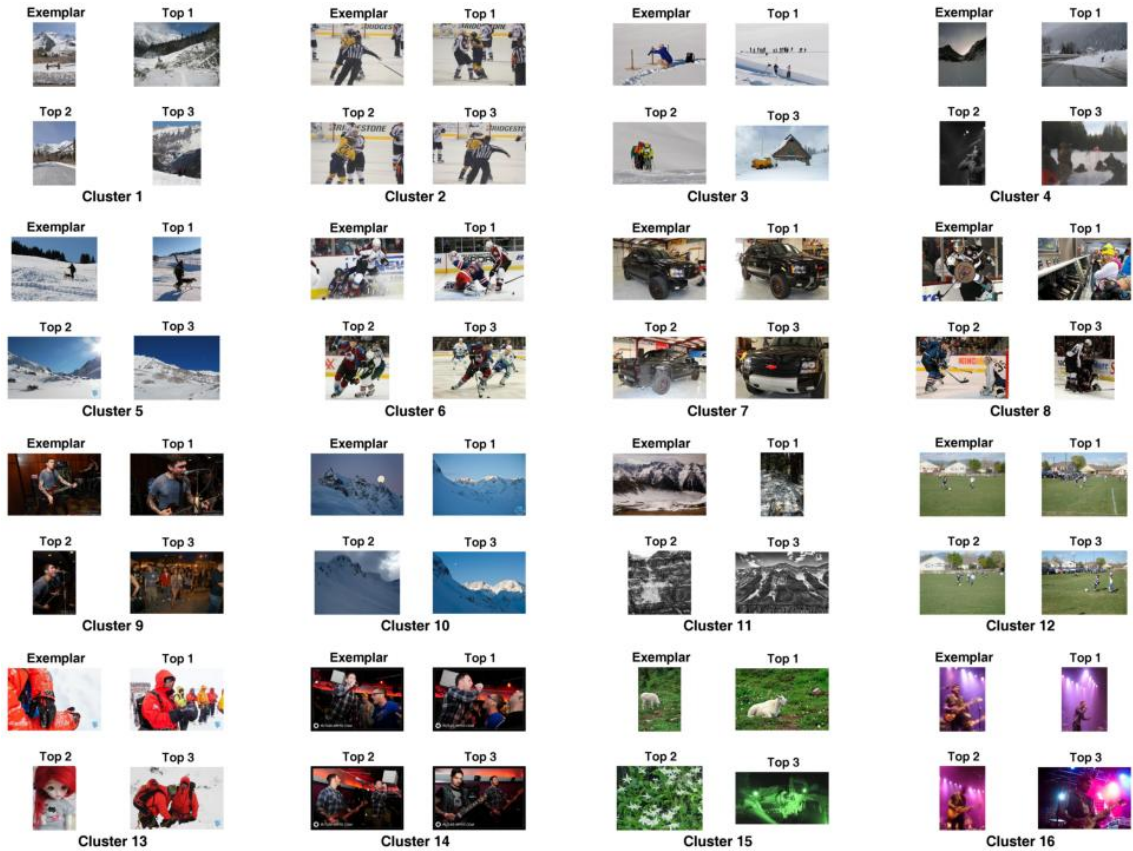 Exemplar Top 1 Exemplar Top 1 Exemplar Top 1 Exemplar Top 1
BRIDGESTONE
Top 2 Top 3 Top 2 Top 3 Top 2 Top 3 Top 2 Top 3
Cluster 1 Cluster 2 Cluster 3 Cluster 4
Exemplar Top 1 Exemplar Top 1 Exemplar Top 1 Exemplar Top 1
Top 2 Top 3 Top 2 Top 3 Top 2 Top 3 Top 2 Top 3
Cluster 5 Cluster 6 Cluster 7 Cluster 8
Exemplar Top 1 Exemplar Top 1 Exemplar Top 1 Exemplar Top 1
Top 2 Top 3 Top 2 Top 3 Top 2 Top 3 Top 2 Top 3
Cluster 9 Cluster 10 Cluster 11 Cluster 12
Exemplar Top 1 Exemplar Top 1 Exemplar Top 1 Exemplar Top 1
Top 2 Top 3 Top 2 Top 3 Top 2 Top 3 Top 2 Top 3
Cluster 13 Cluster 14 Cluster 15 Cluster 16